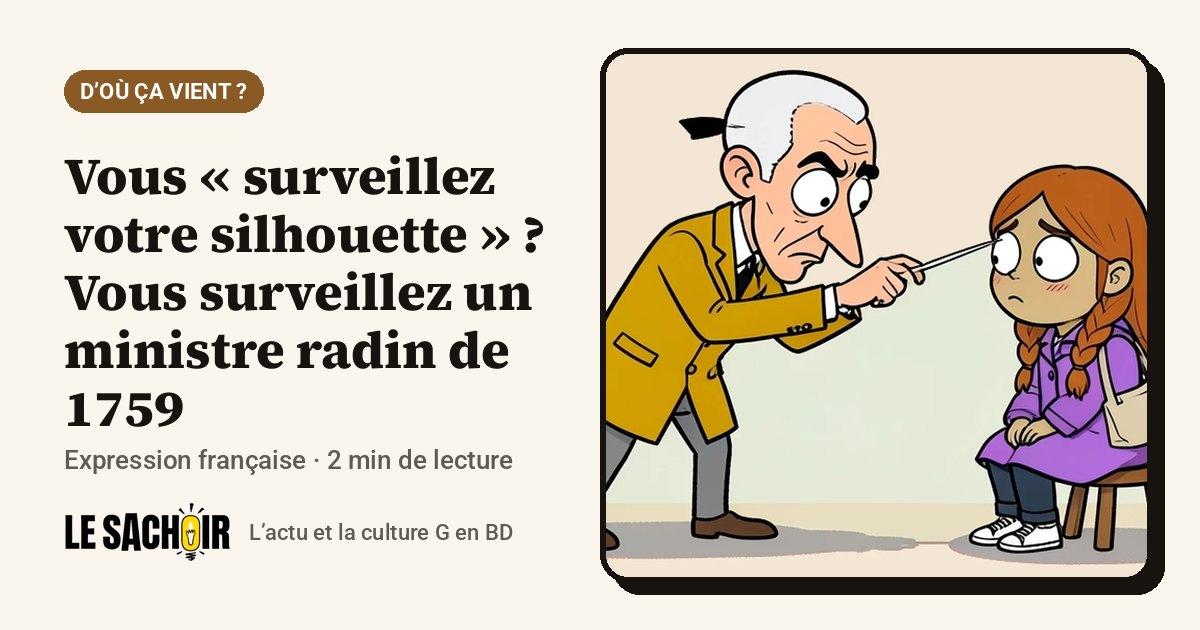 D’OÙ ÇA VIENT ?
Vous « surveillez
votre silhouette » ?
Vous surveillez un
ministre radin de
1759
Expression française · 2 min de lecture
LE SACHOIR
L’actu et la culture G en BD